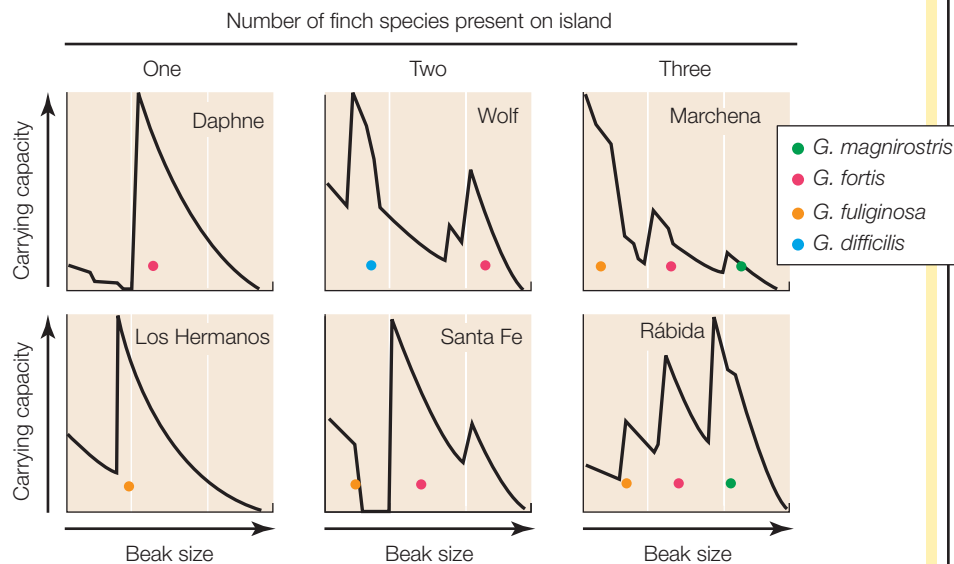 Number of finch species present on island
One
Two
Three
Carrying capacity
Daphne
Wolf
Marchena
G. magnirostris
G. fortis
G. fuliginosa
G. difficilis
Carrying capacity
Los Hermanos
Santa Fe
Rábida
Beak size
Beak size
Beak size